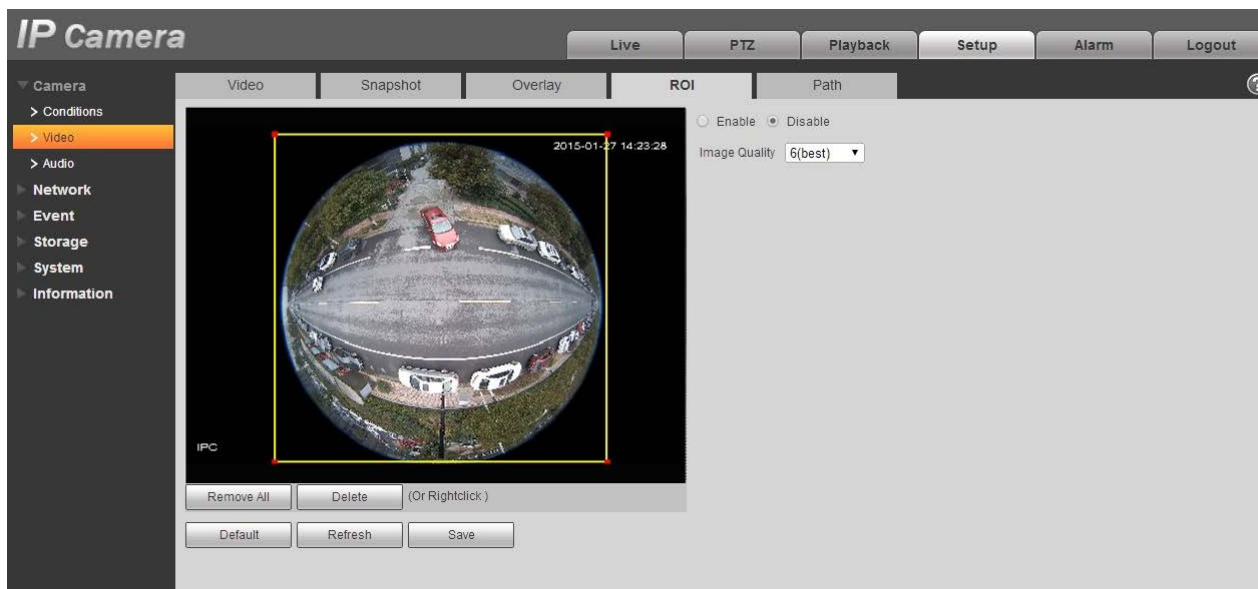 IP Camera
Live
PTZ
Playback
Setup
Alarm
Logout
Camera
> Conditions
> Video
> Audio
Network
Event
Storage
System
Information
Video
Snapshot
Overlay
ROI
Path
2015-01-27 14:23:28
IPC
Enable
Disable
Image Quality 6(best)
Remove All
Delete
(Or Rightclick )
Default
Refresh
Save